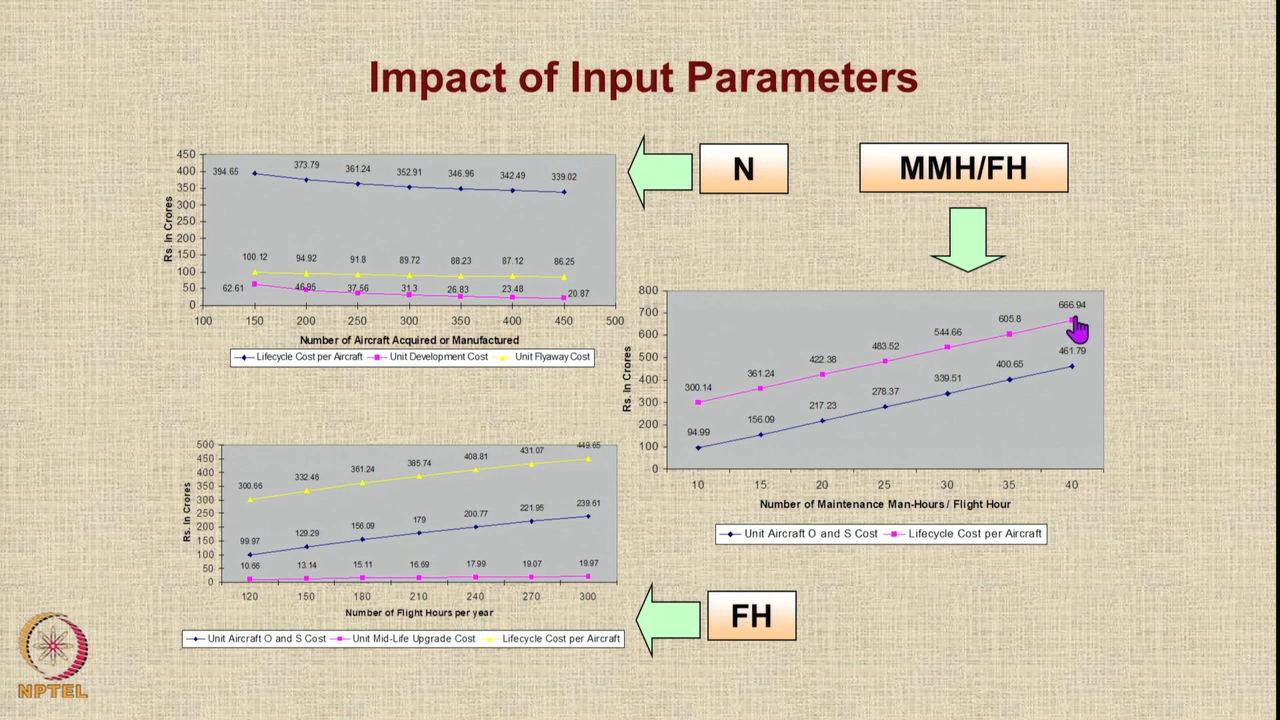 Impact of Input Parameters
450
400
350
300
250
200
150
100
50
0
Rs. In Crores
394.65 373.79 361.24 352.91 346.96 342.49 339.02
100.12 94.92 91.8 89.72 88.23 87.12 86.25
62.61 46.95 37.56 31.3 26.83 23.48 20.87
100 150 200 250 300 350 400 450 500
Number of Aircraft Acquired or Manufactured
Lifecycle Cost per Aircraft Unit Development Cost Unit Flyaway Cost
N
MMH/FH
800
700
600
500
400
300
200
100
0
Rs. In Crores
300.14 361.24 422.38 483.52 544.66 605.8 666.94
94.99 156.09 217.23 278.37 339.51 400.65 461.79
10 15 20 25 30 35 40
Number of Maintenance Man-Hours / Flight Hour
Unit Aircraft O and S Cost Lifecycle Cost per Aircraft
500
450
400
350
300
250
200
150
100
50
0
Rs. In Crores
300.66 332.46 361.24 385.74 408.81 431.07 449.65
99.97 129.29 156.09 179 200.77 221.95 239.61
10.66 13.14 15.11 16.69 17.99 19.07 19.97
120 150 180 210 240 270 300
Number of Flight Hours per year
Unit Aircraft O and S Cost Unit Mid-Life Upgrade Cost Lifecycle Cost per Aircraft
FH
NPTEL